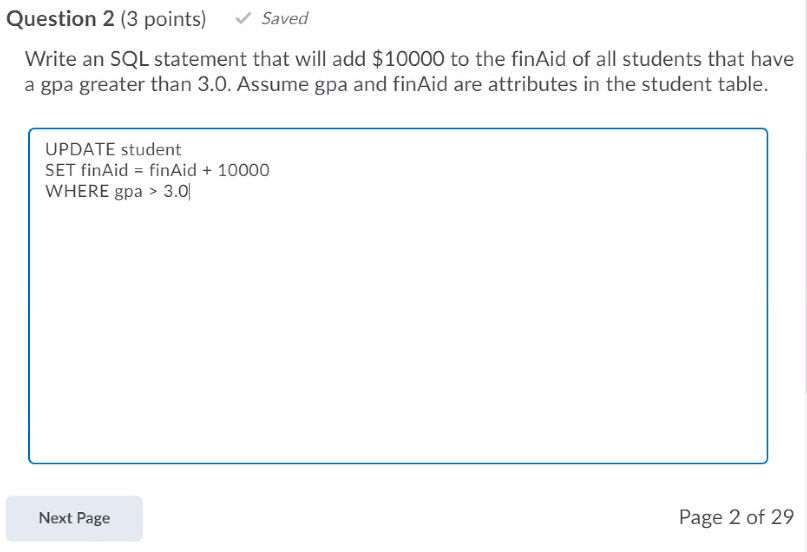 Question 2 (3 points) ✓ Saved
Write an SQL statement that will add $10000 to the finAid of all students that have
a gpa greater than 3.0. Assume gpa and finAid are attributes in the student table.
UPDATE student
SET finAid = finAid + 10000
WHERE gpa > 3.0
Next Page
Page 2 of 29